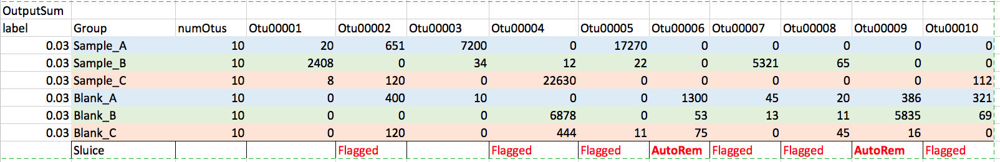 OutputSum
label Group numOtus Otu00001 Otu00002 Otu00003 Otu00004 Otu00005 Otu00006 Otu00007 Otu00008 Otu00009 Otu00010
0.03 Sample_A 10 20 651 7200 0 17270 0 0 0 0 0
0.03 Sample_B 10 2408 0 34 12 22 0 5321 65 0 0
0.03 Sample_C 10 8 120 0 22630 0 0 0 0 0 112
0.03 Blank_A 10 0 400 10 0 0 1300 45 20 386 321
0.03 Blank_B 10 0 0 0 6878 0 53 13 11 5835 69
0.03 Blank_C 10 0 120 0 444 11 75 0 45 16 0
Sluice Flagged Flagged Flagged AutoRem Flagged Flagged AutoRem Flagged